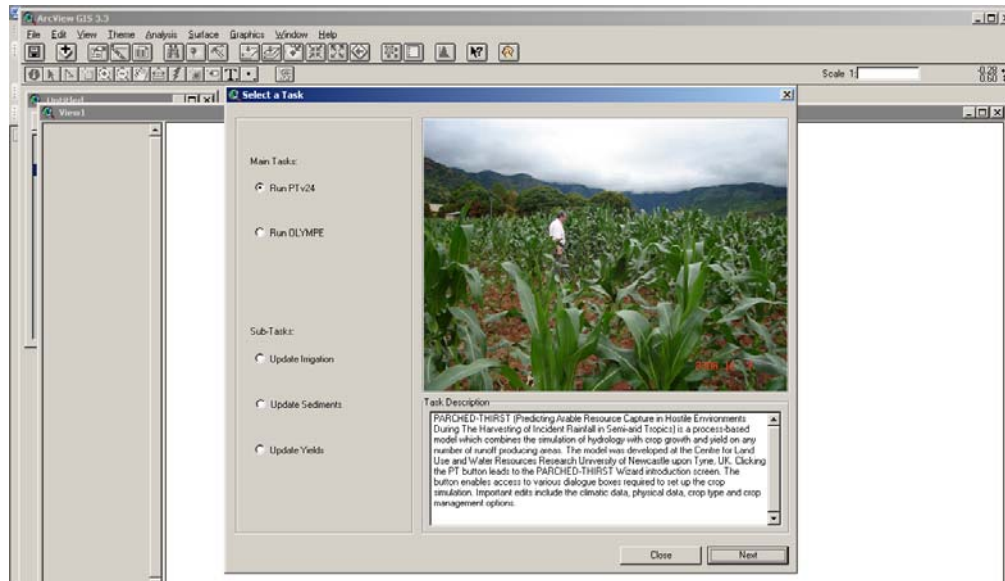 ArcView GIS 3.3
File Edit View Theme Analysis Surface Graphics Window Help
Scale 1:
-0.28
0.60
Untitled
View1
Select a Task
Main Tasks:
Run PTv24
Run OLYMPE
Sub-Tasks:
Update Irrigation
Update Sediments
Update Yields
Task Description
PARCHED-THIRST (Predicting Arable Resource Capture in Hostile Environments
During The Harvesting of Incident Rainfall in Semi-arid Tropics) is a process-based
model which combines the simulation of hydrology with crop growth and yield on any
number of runoff producing areas. The model was developed at the Centre for Land
Use and Water Resources Research University of Newcastle upon Tyne, UK. Clicking
the PT button leads to the PARCHED-THIRST Wizard introduction screen. The
button enables access to various dialogue boxes required to set up the crop
simulation. Important edits include the climatic data, physical data, crop type and crop
management options.
Close Next